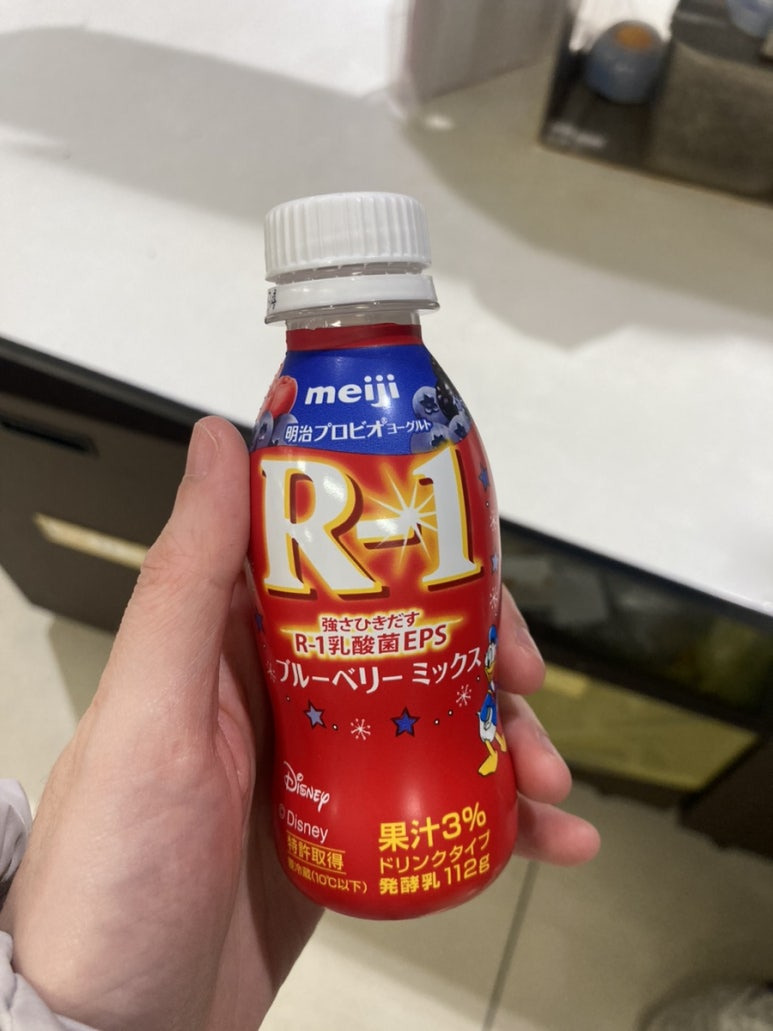 meiji
明治プロビオ®ヨーグルト
R-1
強さひきだす
R-1乳酸菌EPS
ブルーベリー ミックス
Disney
©Disney
特許取得
要冷蔵(10℃以下)
果汁3%
ドリンクタイプ
発酵乳 112g